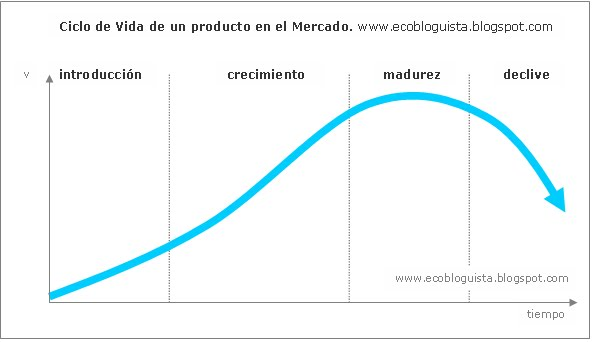 Ciclo de Vida de un producto en el Mercado. www.ecobloguista.blogspot.com
v introducción crecimiento madurez declive
www.ecobloguista.blogspot.com
tiempo